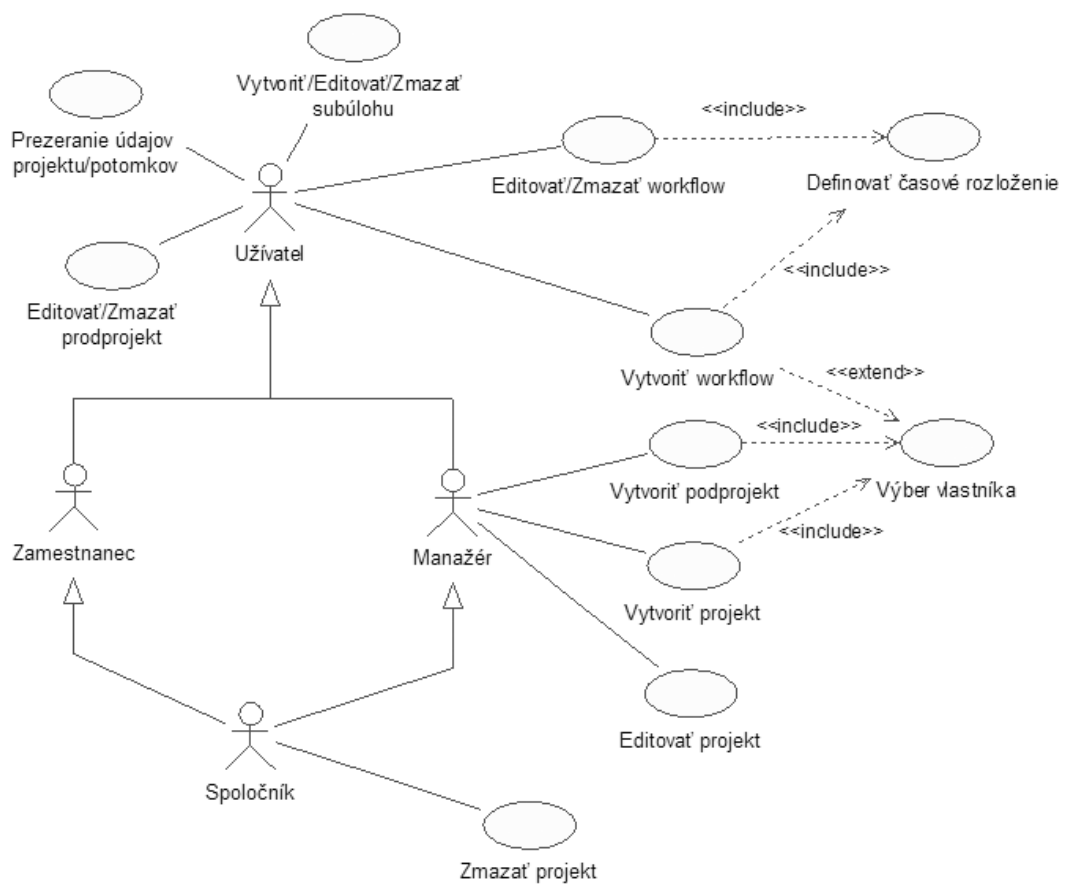 Vytvoriť/Editovať/Zmazať
subúlohu
Prezeranie údajov
projektu/potomkov
<<include>>
Editovať/Zmazať workflow
Definovať časové rozloženie
Užívatel
<<include>>
Editovať/Zmazať
prodprojekt
Vytvoriť workflow
<<extend>>
<<include>>
Vytvoriť podprojekt
Výber vlastníka
<<include>>
Zamestnanec
Manažér
Vytvoriť projekt
Editovať projekt
Spoločník
Zmazať projekt